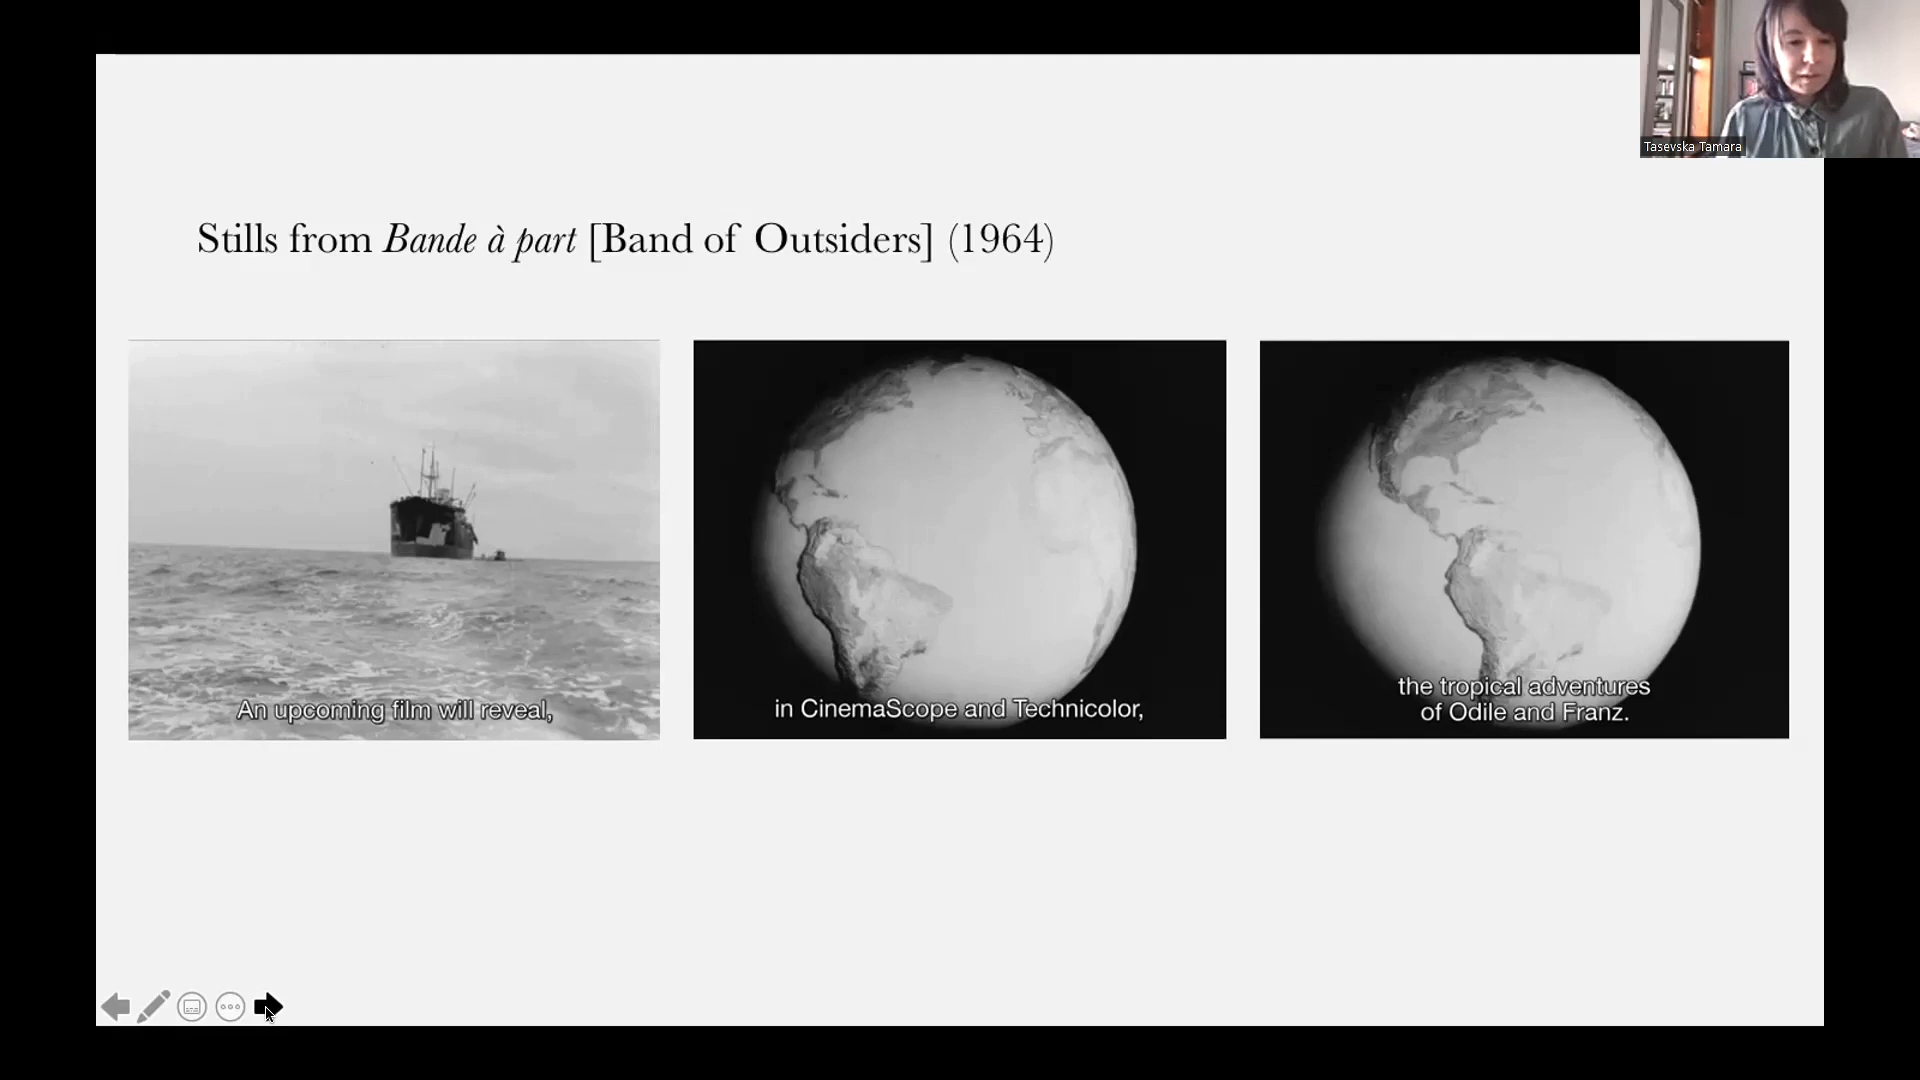 Tasevska Tamara
Stills from Bande à part [Band of Outsiders] (1964)
An upcoming film will reveal,
in CinemaScope and Technicolor,
the tropical adventures
of Odile and Franz.